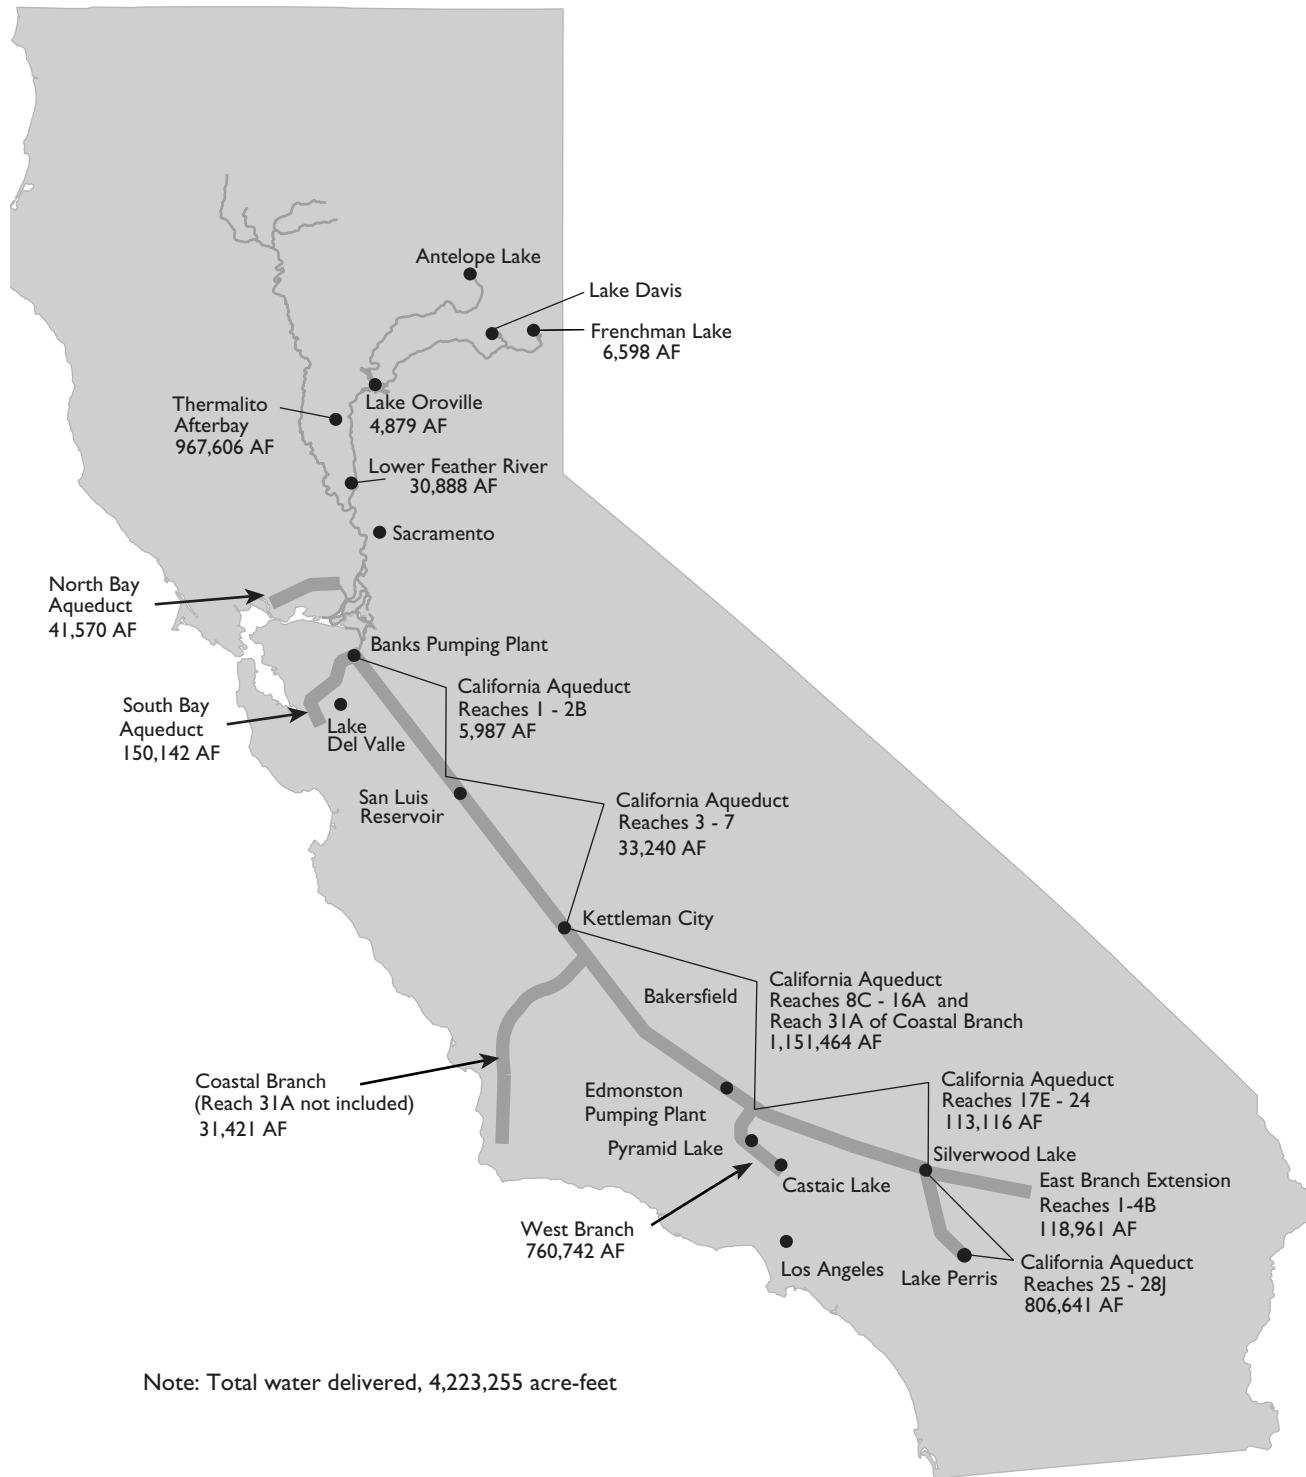 Antelope Lake
Lake Davis
Frenchman Lake
6,598 AF
Lake Oroville
4,879 AF
Thermalito
Afterbay
967,606 AF
Lower Feather River
30,888 AF
Sacramento
North Bay
Aqueduct
41,570 AF
Banks Pumping Plant
California Aqueduct
Reaches 1 - 2B
5,987 AF
South Bay
Aqueduct
150,142 AF
Lake
Del Valle
San Luis
Reservoir
California Aqueduct
Reaches 3 - 7
33,240 AF
Kettleman City
California Aqueduct
Reaches 8C - 16A and
Reach 31A of Coastal Branch
1,151,464 AF
Bakersfield
Coastal Branch
(Reach 31A not included)
31,421 AF
Edmonston
Pumping Plant
California Aqueduct
Reaches 17E - 24
113,116 AF
Pyramid Lake
Silverwood Lake
Castaic Lake
East Branch Extension
Reaches 1-4B
118,961 AF
West Branch
760,742 AF
Los Angeles
Lake Perris
California Aqueduct
Reaches 25 - 28J
806,641 AF
Note: Total water delivered, 4,223,255 acre-feet